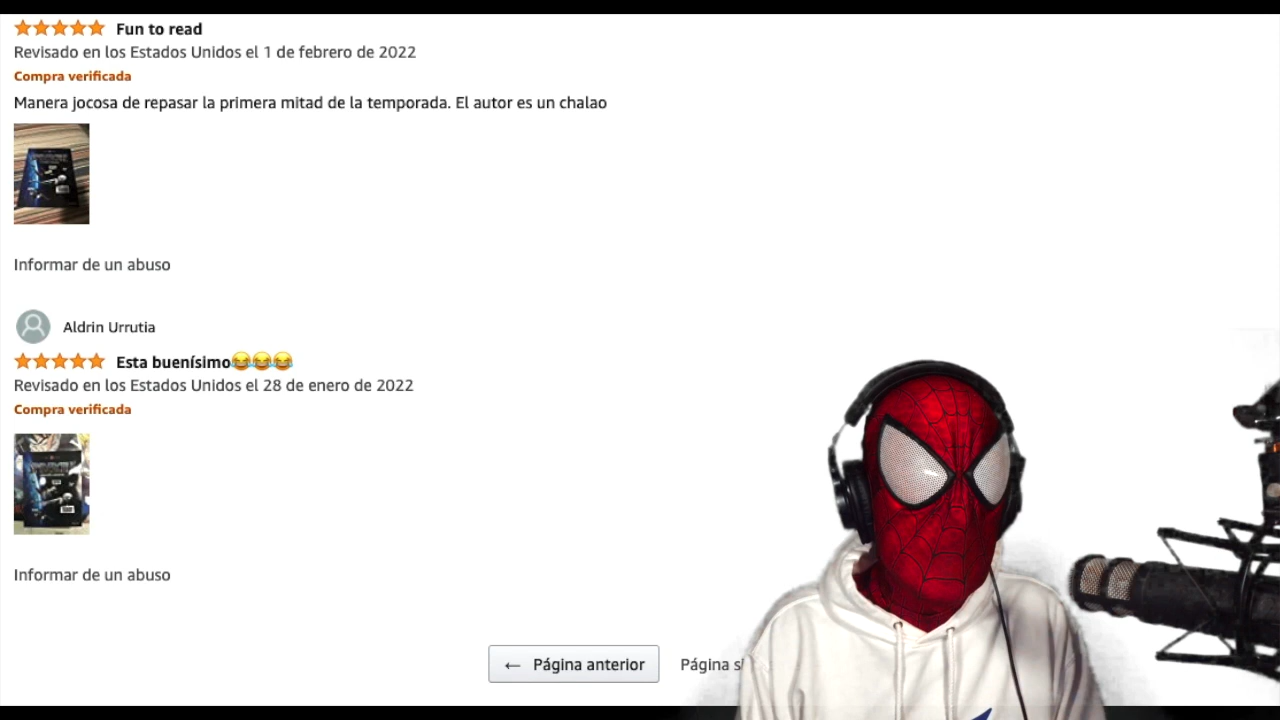 Fun to read
Revisado en los Estados Unidos el 1 de febrero de 2022
Compra verificada
Manera jocosa de repasar la primera mitad de la temporada. El autor es un chalao
Informar de un abuso
Aldrin Urrutia
Esta buenísimo😂😂😂
Revisado en los Estados Unidos el 28 de enero de 2022
Compra verificada
Informar de un abuso
← Página anterior
Página